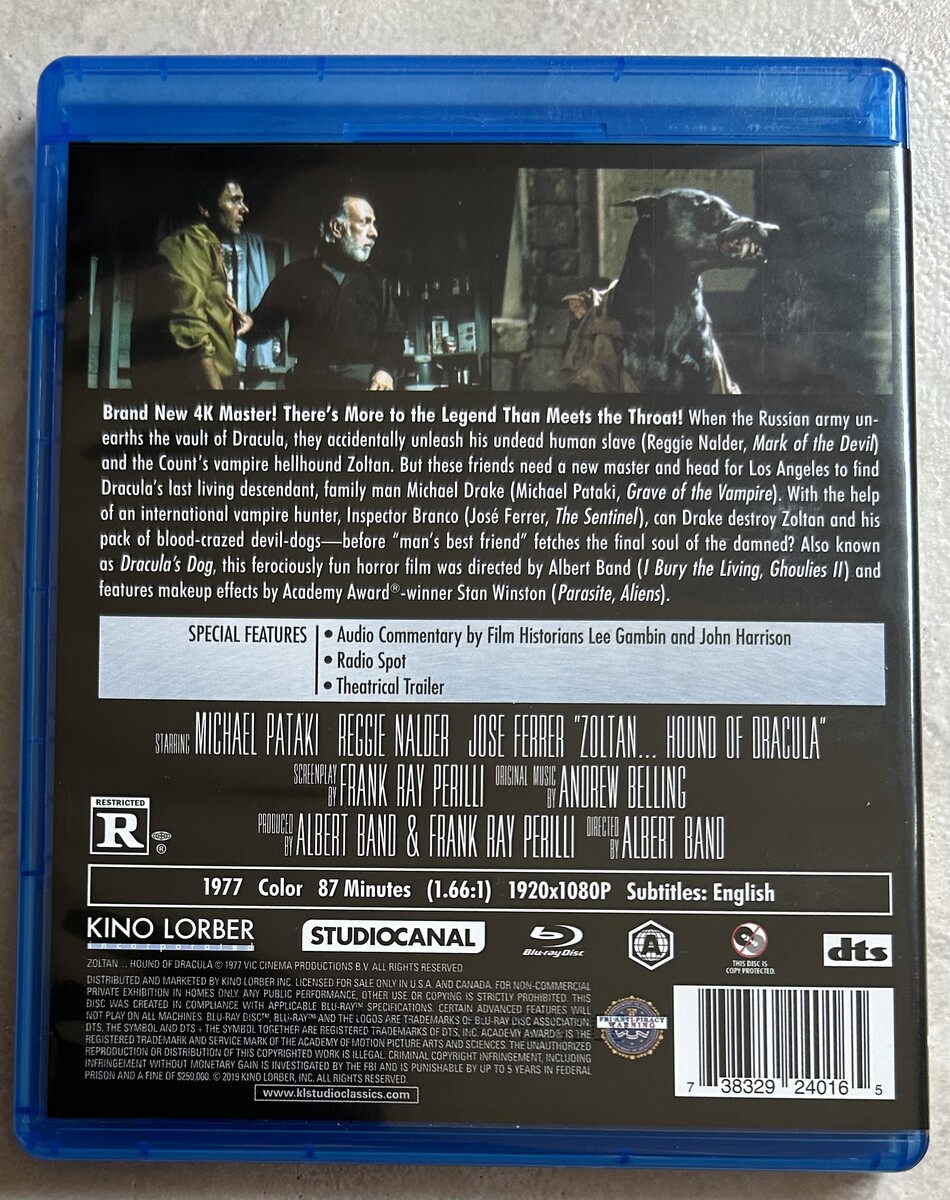 Brand New 4K Master! There's More to the Legend Than Meets the Throat! When the Russian army un-
earths the vault of Dracula, they accidentally unleash his undead human slave (Reggie Nalder, Mark of the Devil)
and the Count's vampire hellhound Zoltan. But these friends need a new master and head for Los Angeles to find
Dracula's last living descendant, family man Michael Drake (Michael Pataki, Grave of the Vampire). With the help
of an international vampire hunter, Inspector Branco (José Ferrer, The Sentinel), can Drake destroy Zoltan and his
pack of blood-crazed devil-dogs—before "man's best friend" fetches the final soul of the damned? Also known
as Dracula's Dog, this ferociously fun horror film was directed by Albert Band (I Bury the Living, Ghoulies II) and
features makeup effects by Academy Award®-winner Stan Winston (Parasite, Aliens).
SPECIAL FEATURES
• Audio Commentary by Film Historians Lee Gambin and John Harrison
• Radio Spot
• Theatrical Trailer
STARRING MICHAEL PATAKI REGGIE NALDER JOSE FERRER "ZOLTAN... HOUND OF DRACULA"
SCREENPLAY BY FRANK RAY PERILLI ORIGINAL MUSIC BY ANDREW BELLING
PRODUCED BY ALBERT BAND & FRANK RAY PERILLI DIRECTED BY ALBERT BAND
RESTRICTED
R
®
1977 Color 87 Minutes (1.66:1) 1920x1080P Subtitles: English
KINO LORBER
incorporated
STUDIOCANAL
Blu-ray Disc
A
THIS DISC IS
COPY PROTECTED.
dts
ZOLTAN... HOUND OF DRACULA © 1977 VIC CINEMA PRODUCTIONS B.V. ALL RIGHTS RESERVED.
DISTRIBUTED AND MARKETED BY KINO LORBER INC. LICENSED FOR SALE ONLY IN U.S.A. AND CANADA. FOR NON-COMMERCIAL
PRIVATE EXHIBITION IN HOMES ONLY. ANY PUBLIC PERFORMANCE, OTHER USE OR COPYING IS STRICTLY PROHIBITED. THIS
DISC WAS CREATED IN COMPLIANCE WITH APPLICABLE BLU-RAY™ SPECIFICATIONS. CERTAIN ADVANCED FEATURES WILL
NOT PLAY ON ALL MACHINES. BLU-RAY DISC™, BLU-RAY™ AND THE LOGOS ARE TRADEMARKS OF BLU-RAY DISC ASSOCIATION.
DTS, THE SYMBOL AND DTS + THE SYMBOL TOGETHER ARE REGISTERED TRADEMARKS OF DTS, INC. ACADEMY AWARD® IS THE
REGISTERED TRADEMARK AND SERVICE MARK OF THE ACADEMY OF MOTION PICTURE ARTS AND SCIENCES. THE UNAUTHORIZED
REPRODUCTION OR DISTRIBUTION OF THIS COPYRIGHTED WORK IS ILLEGAL. CRIMINAL COPYRIGHT INFRINGEMENT, INCLUDING
INFRINGEMENT WITHOUT MONETARY GAIN IS INVESTIGATED BY THE FBI AND IS PUNISHABLE BY UP TO 5 YEARS IN FEDERAL
PRISON AND A FINE OF $250,000. © 2019 KINO LORBER, INC. ALL RIGHTS RESERVED.
www.klstudioclassics.com
FBI ANTI-PIRACY
WARNING
7 38329 24016 5